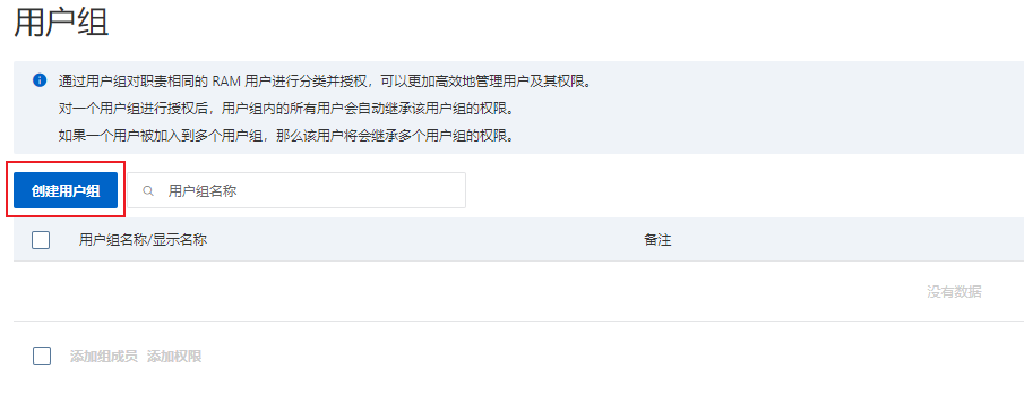 用户组
通过用户组对职责相同的 RAM 用户进行分类并授权，可以更加高效地管理用户及其权限。
对一个用户组进行授权后，用户组内的所有用户会自动继承该用户组的权限。
如果一个用户被加入到多个用户组，那么该用户将会继承多个用户组的权限。
创建用户组 用户组名称
用户组名称/显示名称 备注
没有数据
添加组成员 添加权限